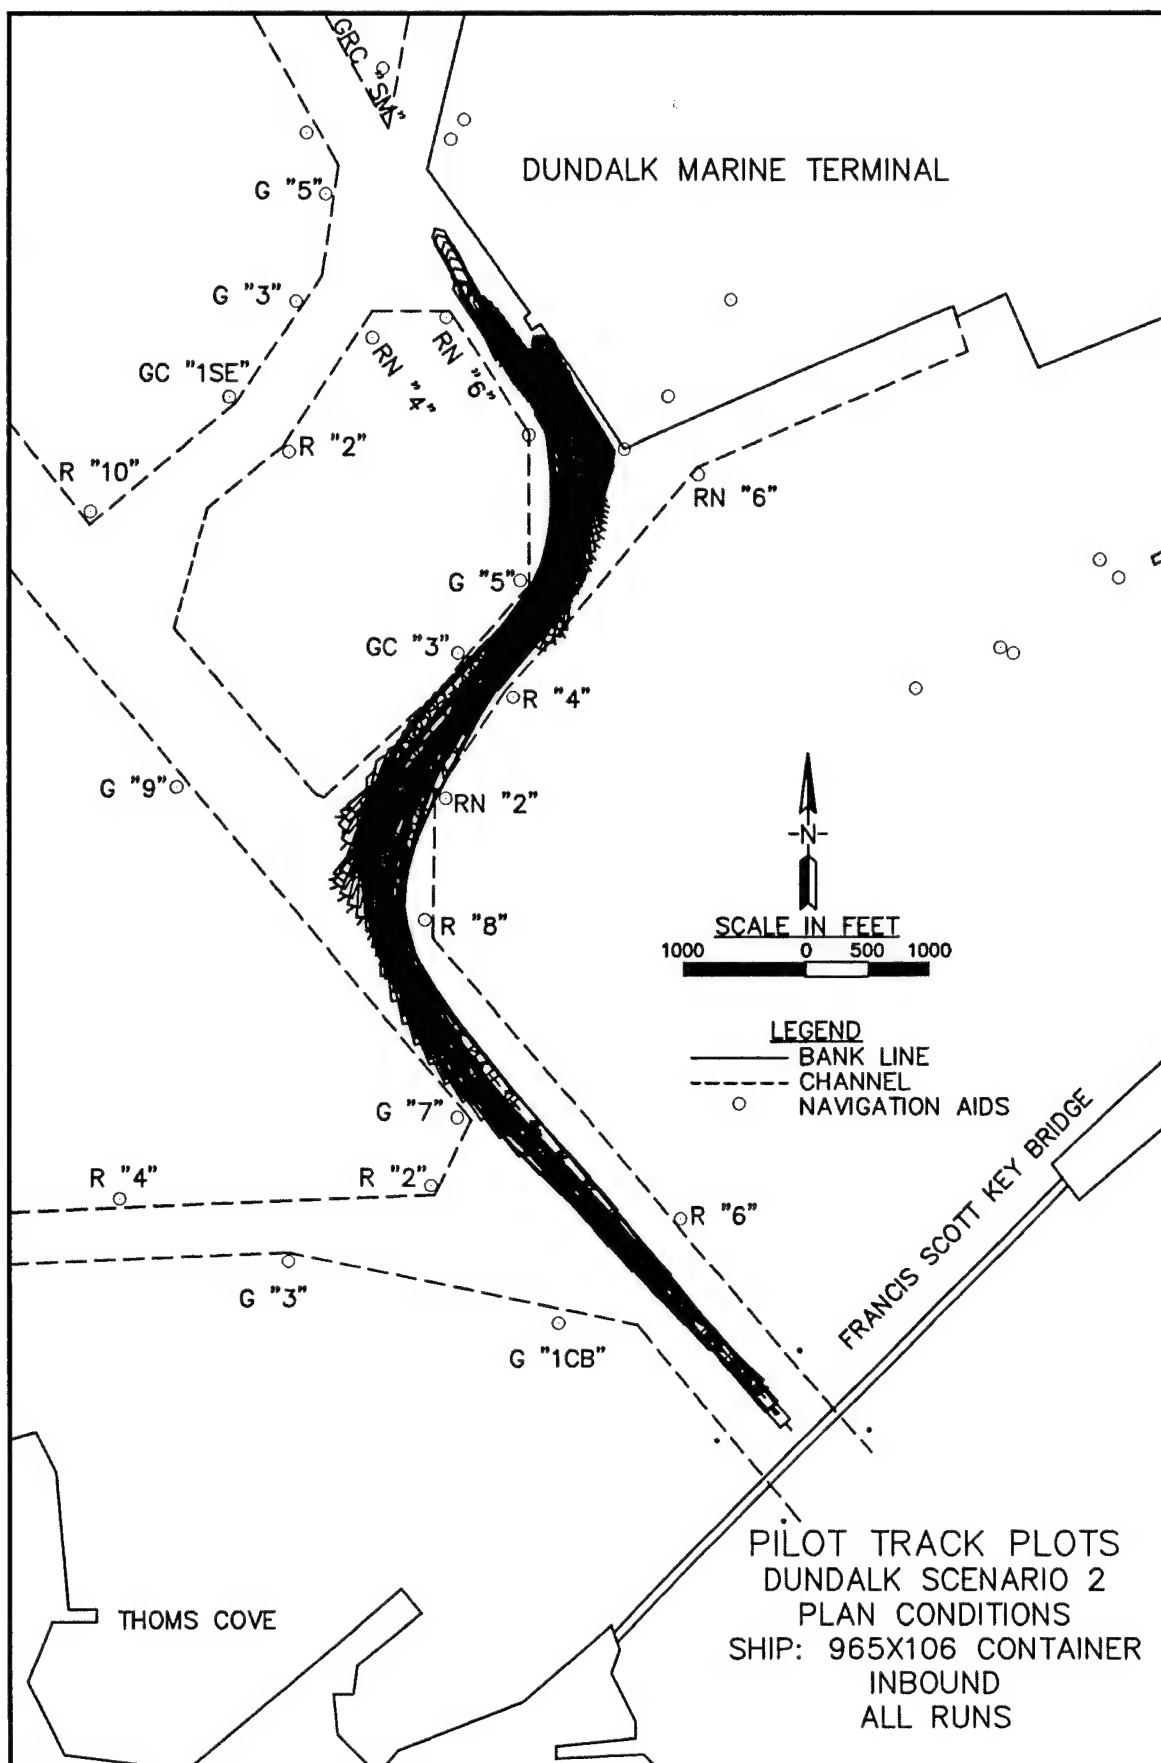 GRC "SM"
DUNDALK MARINE TERMINAL
G "5"
G "3"
RN "6"
RN "4"
GC "1SE"
R "2"
R "10"
RN "6"
G "5"
GC "3"
R "4"
G "9"
RN "2"
-N-
R "8"
SCALE IN FEET
1000 0 500 1000
LEGEND
BANK LINE
CHANNEL
NAVIGATION AIDS
G "7"
R "4"
R "2"
R "6"
FRANCIS SCOTT KEY BRIDGE
G "3"
G "1CB"
PILOT TRACK PLOTS
DUNDALK SCENARIO 2
PLAN CONDITIONS
SHIP: 965X106 CONTAINER
INBOUND
ALL RUNS
THOMS COVE